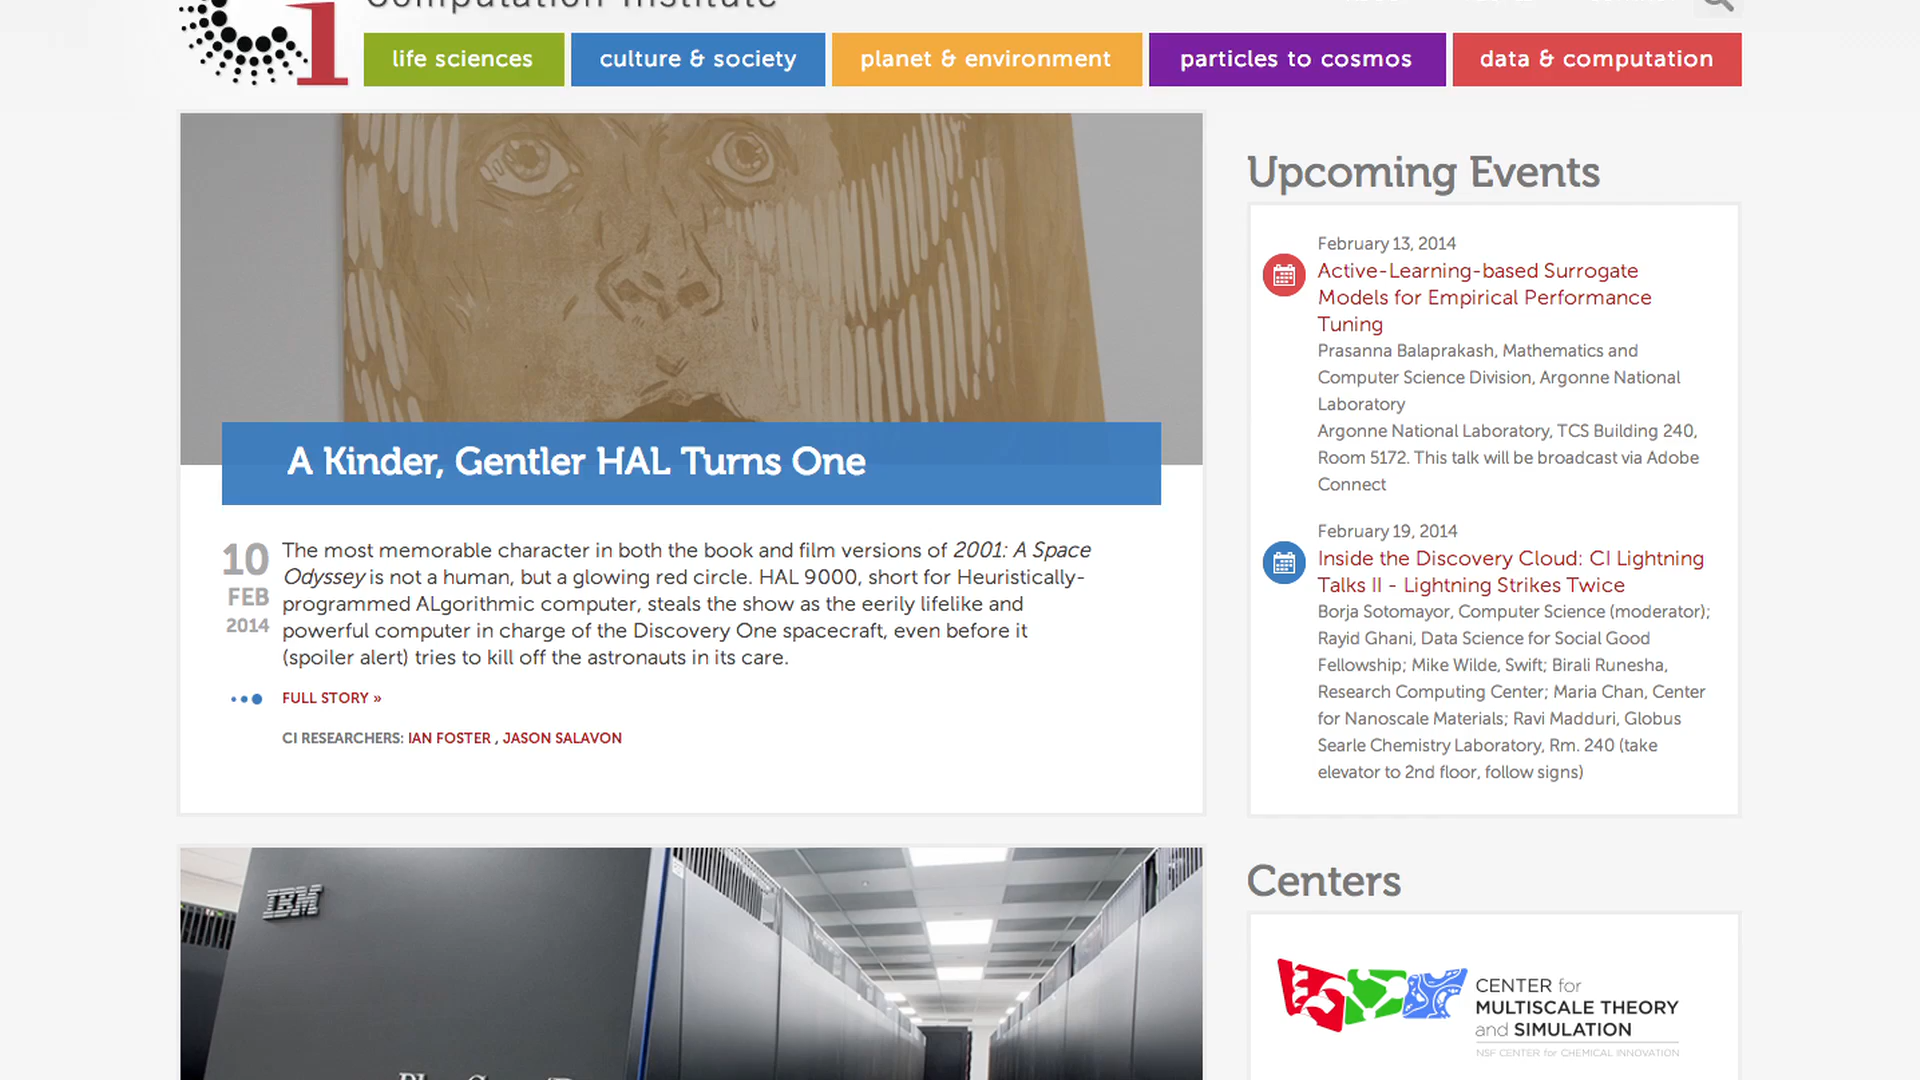 Computation Institute
life sciences
culture & society
planet & environment
particles to cosmos
data & computation
A Kinder, Gentler HAL Turns One
10
FEB
2014
The most memorable character in both the book and film versions of 2001: A Space
Odyssey is not a human, but a glowing red circle. HAL 9000, short for Heuristically-
programmed ALgorithmic computer, steals the show as the eerily lifelike and
powerful computer in charge of the Discovery One spacecraft, even before it
(spoiler alert) tries to kill off the astronauts in its care.
FULL STORY »
CI RESEARCHERS: IAN FOSTER , JASON SALAVON
IBM
Upcoming Events
February 13, 2014
Active-Learning-based Surrogate
Models for Empirical Performance
Tuning
Prasanna Balaprakash, Mathematics and
Computer Science Division, Argonne National
Laboratory
Argonne National Laboratory, TCS Building 240,
Room 5172. This talk will be broadcast via Adobe
Connect
February 19, 2014
Inside the Discovery Cloud: CI Lightning
Talks II - Lightning Strikes Twice
Borja Sotomayor, Computer Science (moderator);
Rayid Ghani, Data Science for Social Good
Fellowship; Mike Wilde, Swift; Birali Runesha,
Research Computing Center; Maria Chan, Center
for Nanoscale Materials; Ravi Madduri, Globus
Searle Chemistry Laboratory, Rm. 240 (take
elevator to 2nd floor, follow signs)
Centers
CENTER for
MULTISCALE THEORY
and SIMULATION
NSF CENTER for CHEMICAL INNOVATION